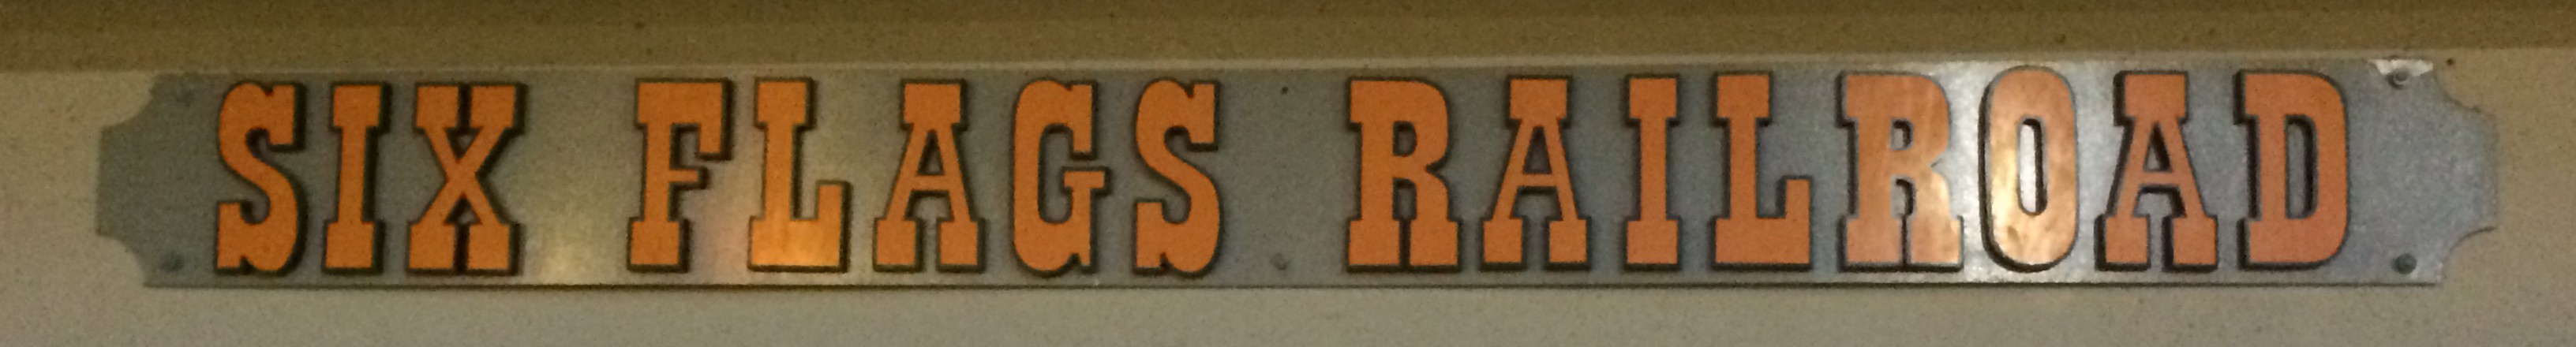 SIX FLAGS RAILROAD